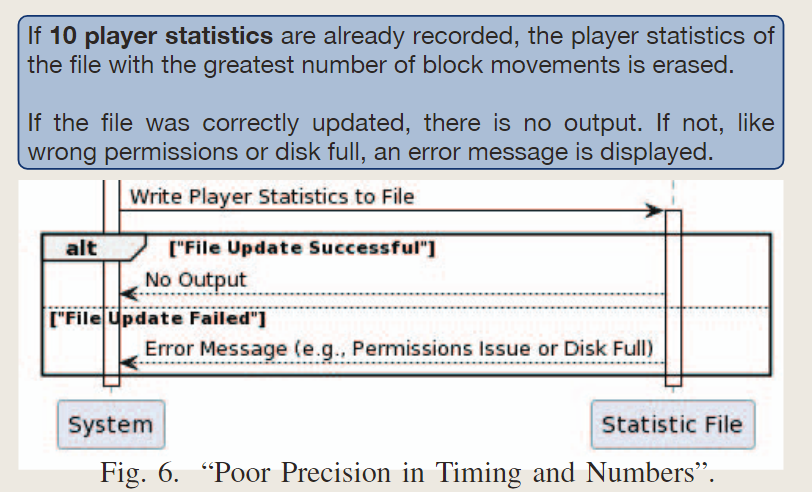 If 10 player statistics are already recorded, the player statistics of
the file with the greatest number of block movements is erased.
If the file was correctly updated, there is no output. If not, like
wrong permissions or disk full, an error message is displayed.
Write Player Statistics to File
alt ["File Update Successful"]
No Output
["File Update Failed"]
Error Message (e.g., Permissions Issue or Disk Full)
System Statistic File
Fig. 6. “Poor Precision in Timing and Numbers”.